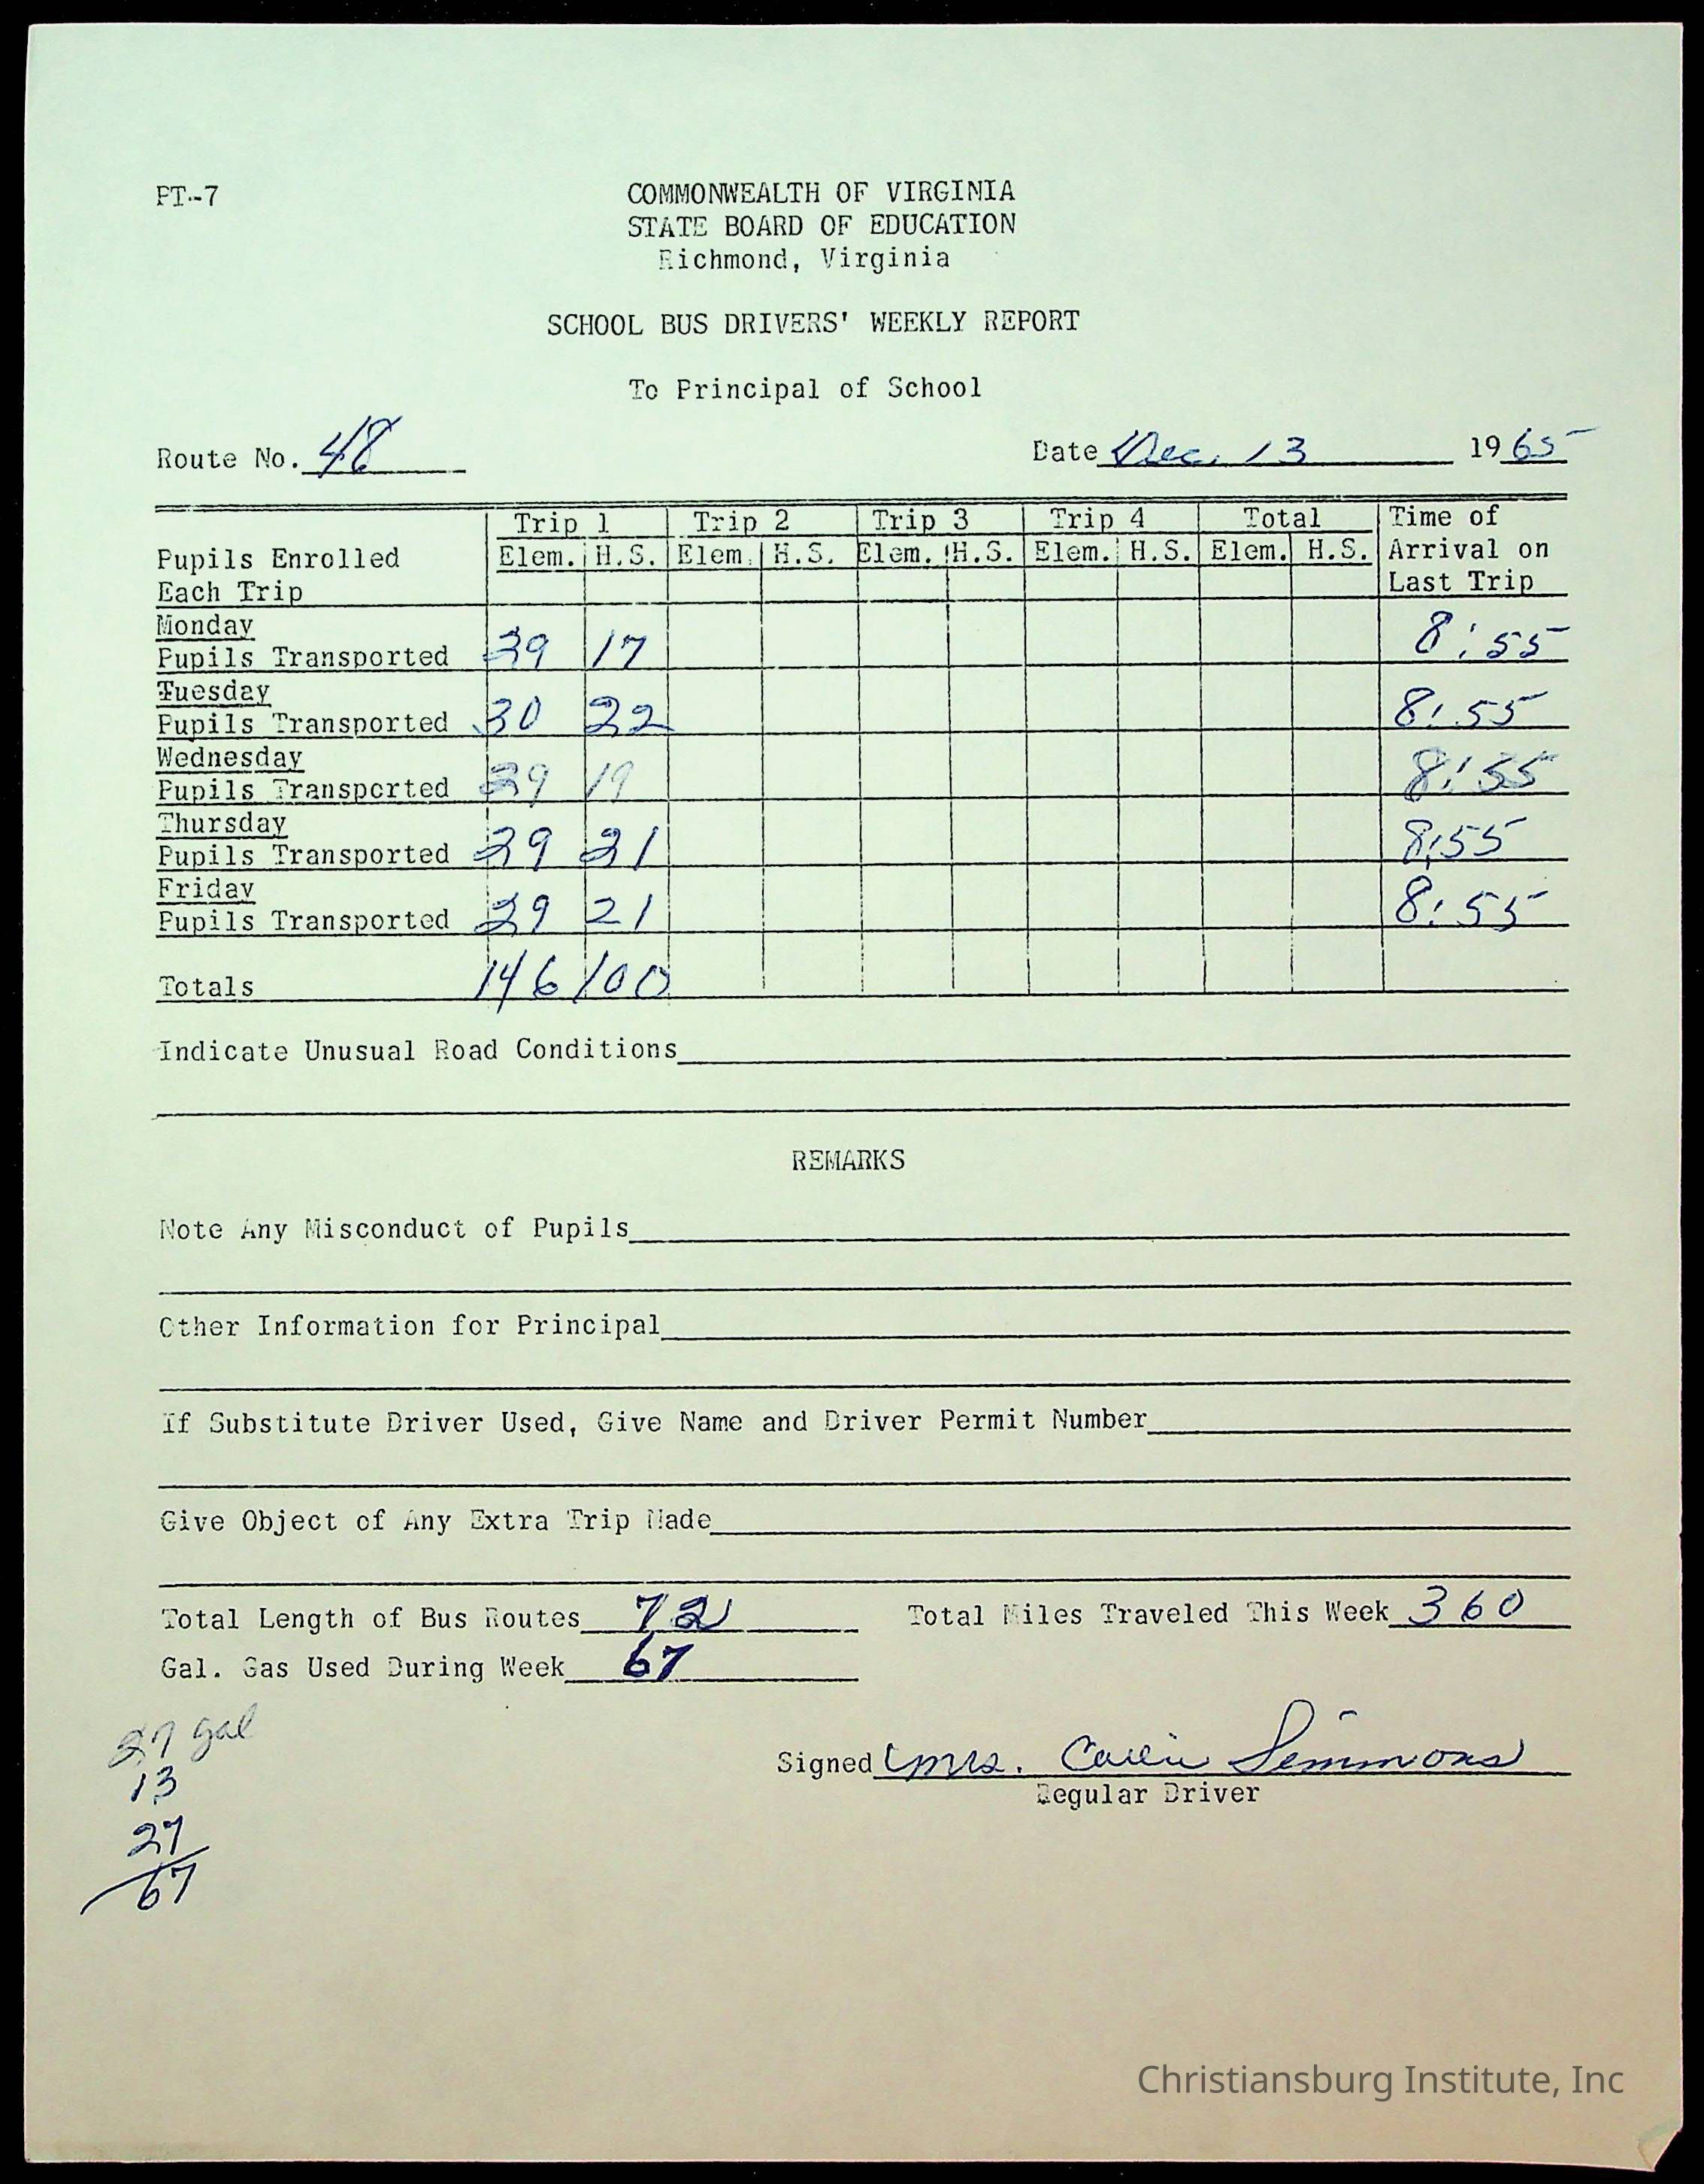 PT-7
COMMONWEALTH OF VIRGINIA
STATE BOARD OF EDUCATION
Richmond, Virginia
SCHOOL BUS DRIVERS' WEEKLY REPORT
To Principal of School
Route No. 48 Date Dec. 13 1965
Trip 1 Trip 2 Trip 3 Trip 4 Total Time of
Pupils Enrolled Elem. H.S. Elem. H.S. Elem. H.S. Elem. H.S. Elem. H.S. Arrival on
Each Trip Last Trip
Monday
Pupils Transported 29 17 8:55
Tuesday
Pupils Transported 30 22 8:55
Wednesday
Pupils Transported 29 19 8:55
Thursday
Pupils Transported 29 21 8:55
Friday
Pupils Transported 29 21 8:55
Totals 146 100
Indicate Unusual Road Conditions
REMARKS
Note Any Misconduct of Pupils
Other Information for Principal
If Substitute Driver Used, Give Name and Driver Permit Number
Give Object of Any Extra Trip Made
Total Length of Bus Routes 72 Total Miles Traveled This Week 360
Gal. Gas Used During Week 67
27 gal
13
27
67
Signed Mrs. Simmons
Regular Driver
Christiansburg Institute, Inc